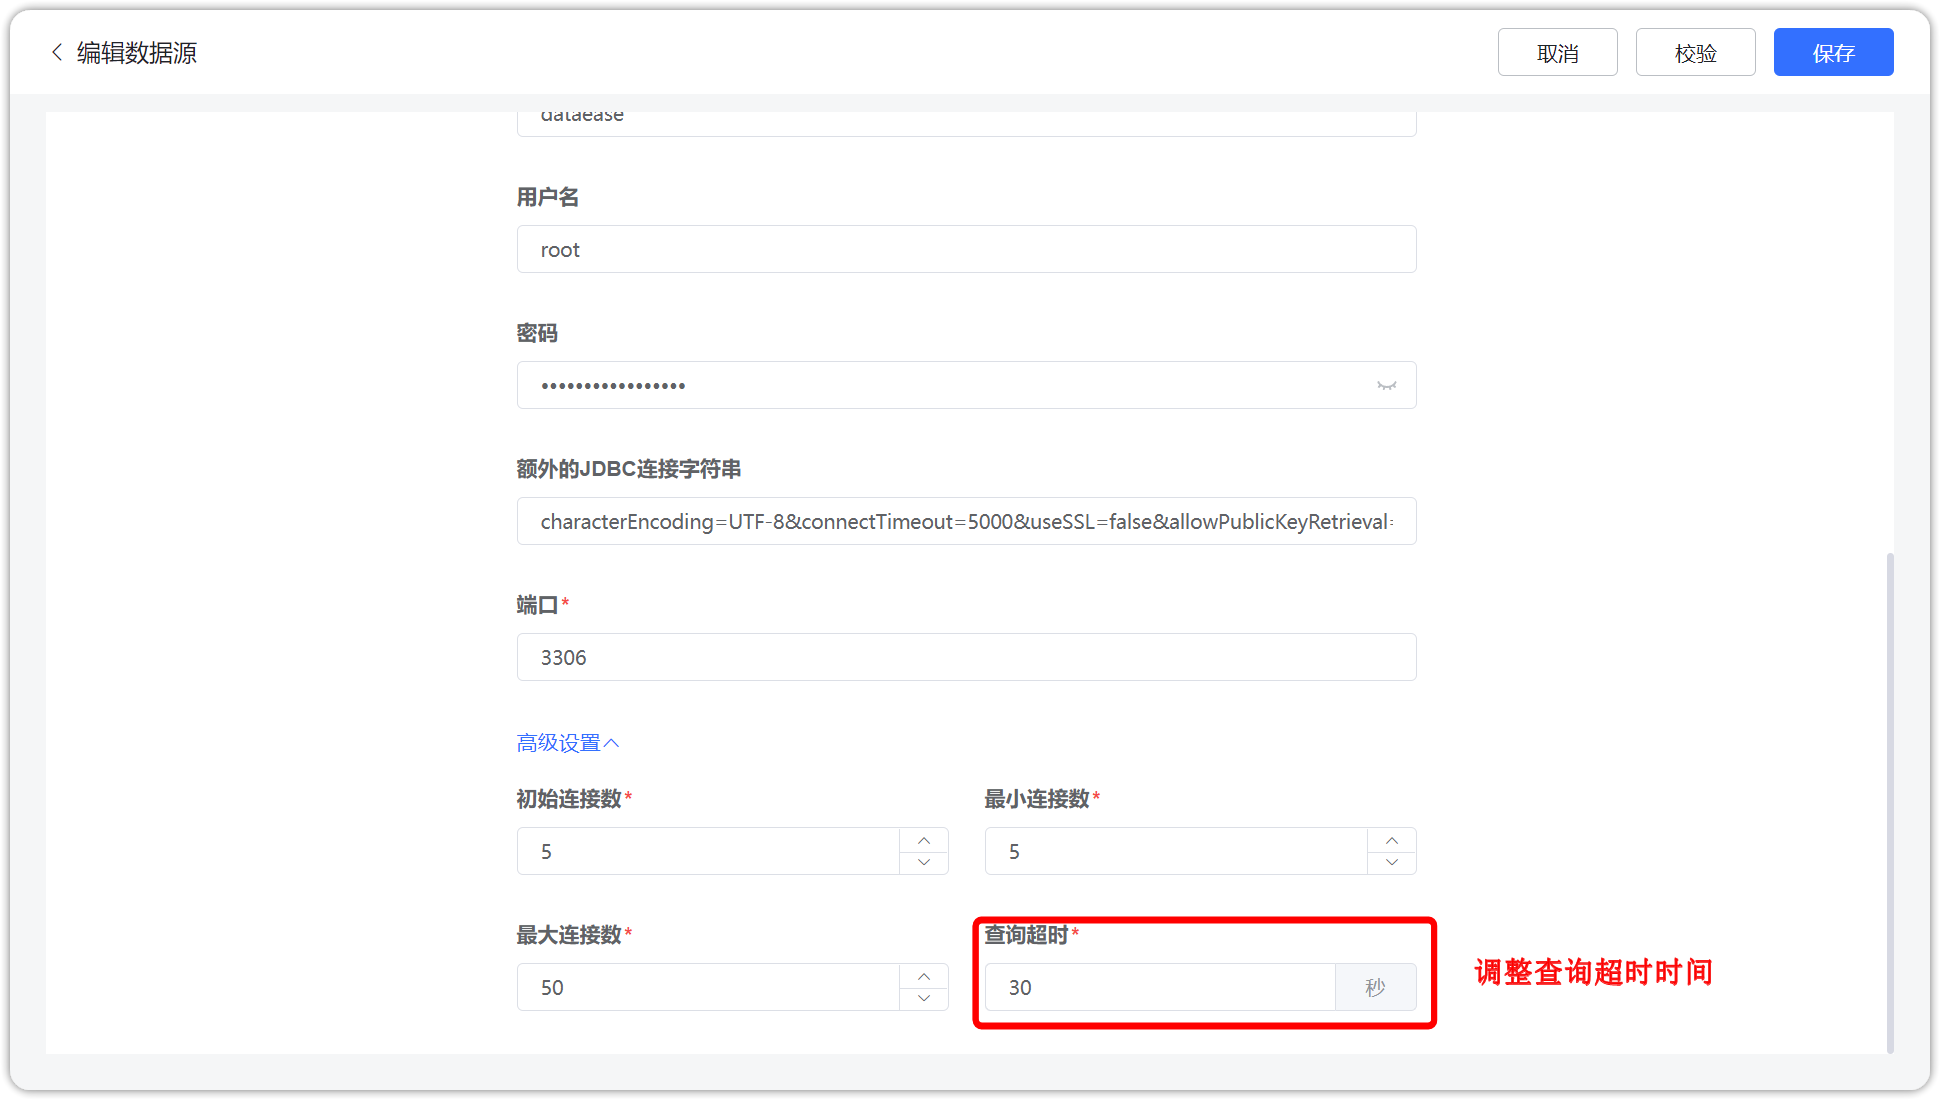 编辑数据源
取消
校验
保存
dataease
用户名
root
密码
•••••••••••••••••
额外的JDBC连接字符串
characterEncoding=UTF-8&connectTimeout=5000&useSSL=false&allowPublicKeyRetrieval=
端口*
3306
高级设置
初始连接数* 最小连接数*
5 5
最大连接数* 查询超时*
50 30 秒
调整查询超时时间